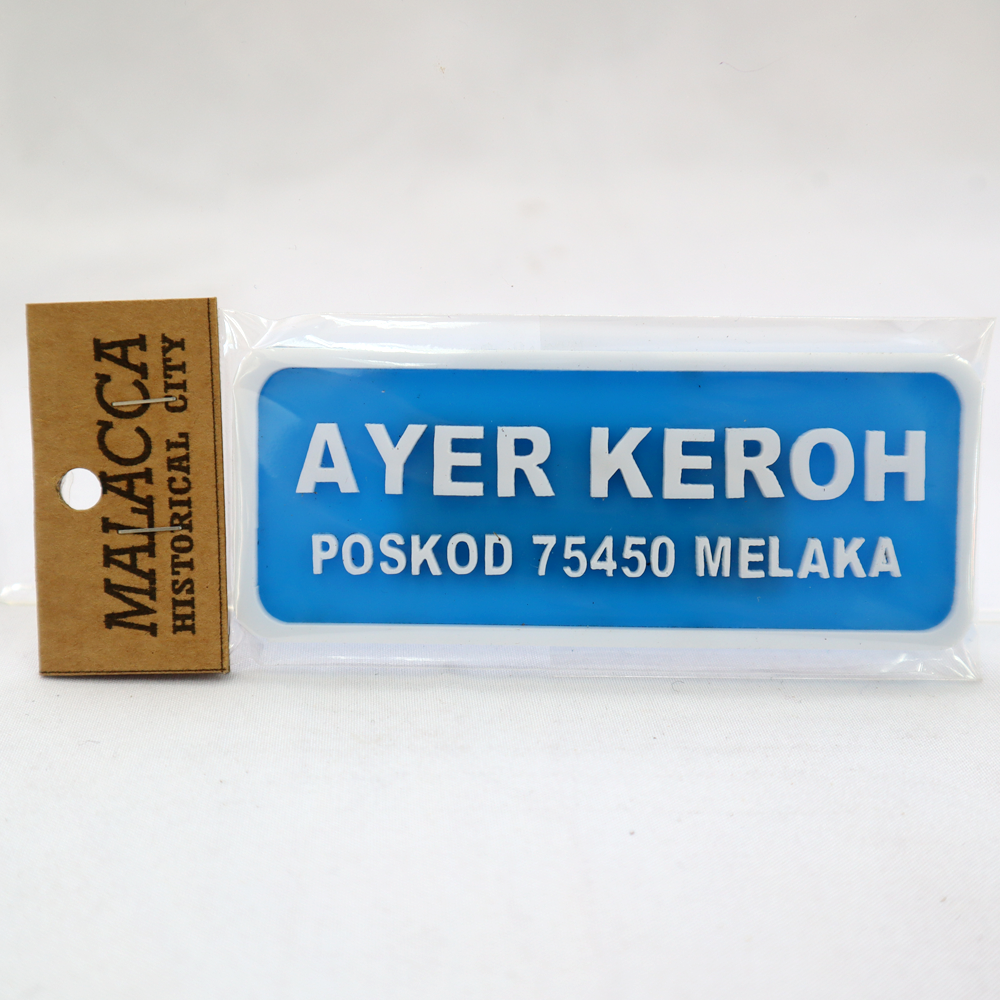 MALACCA
HISTORICAL CITY
AYER KEROH
POSKOD 75450 MELAKA